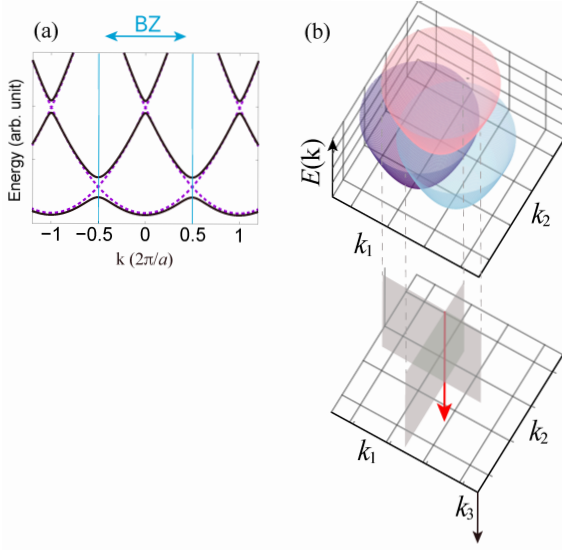 (a)
BZ
Energy (arb. unit)
−1
−0.5
0
0.5
1
k (2π/a)
(b)
E(k)
k1
k2
k1
k2
k3